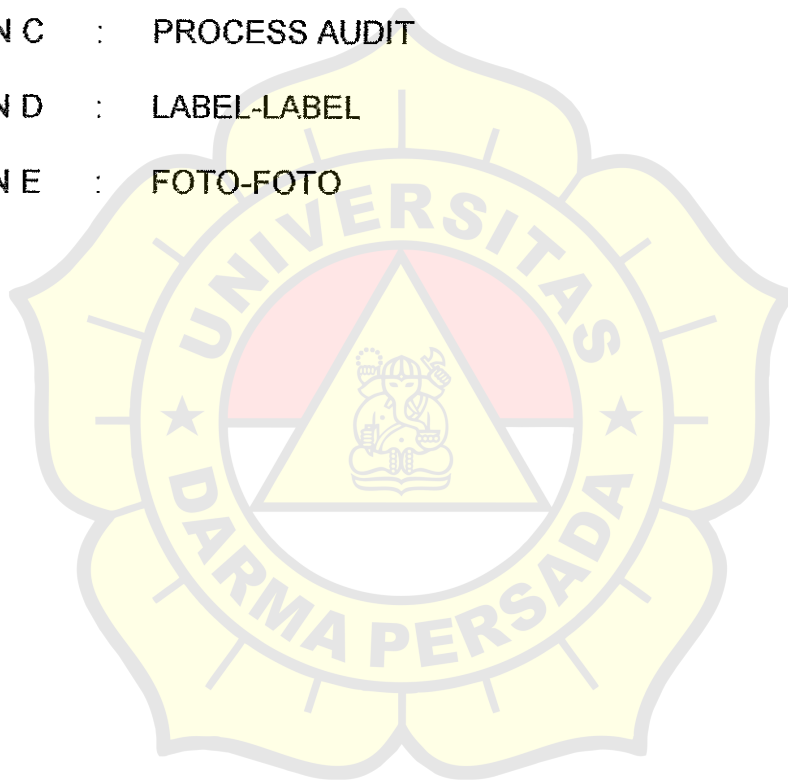 N C : PROCESS AUDIT
N D : LABEL-LABEL
N E : FOTO-FOTO
UNIVERSITAS
DARMA PERSADA